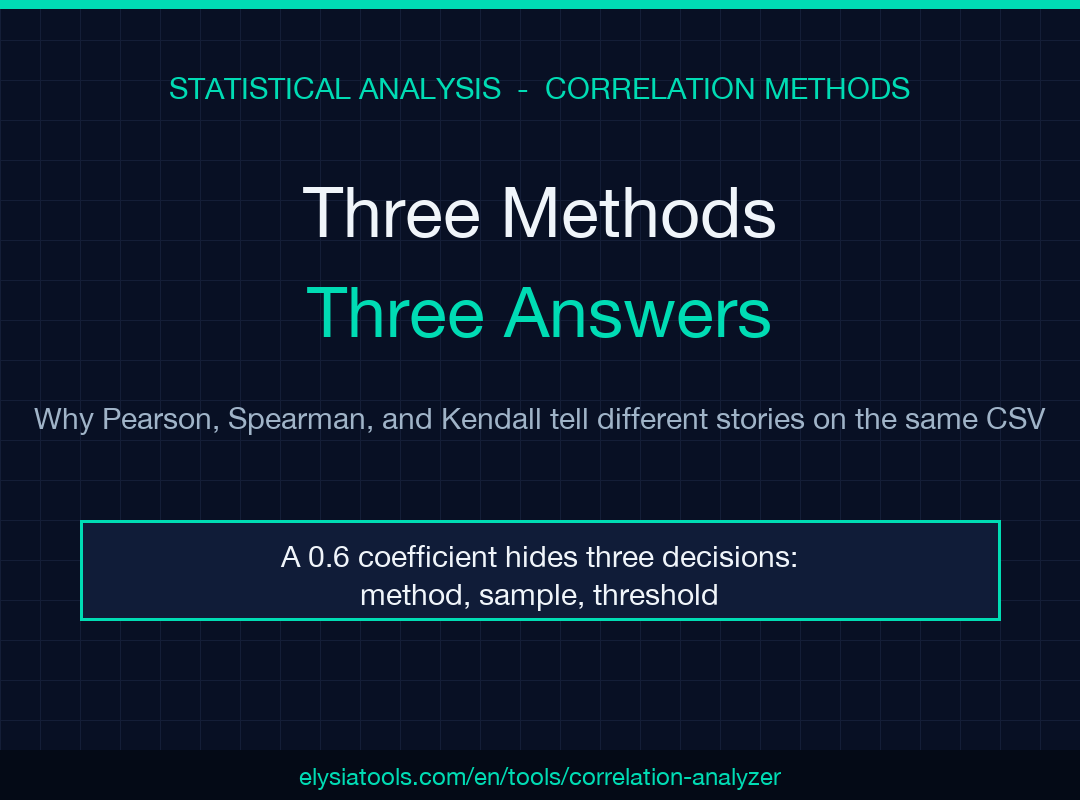 STATISTICAL ANALYSIS - CORRELATION METHODS
Three Methods
Three Answers
Why Pearson, Spearman, and Kendall tell different stories on the same CSV
A 0.6 coefficient hides three decisions:
method, sample, threshold
elysiatools.com/en/tools/correlation-analyzer